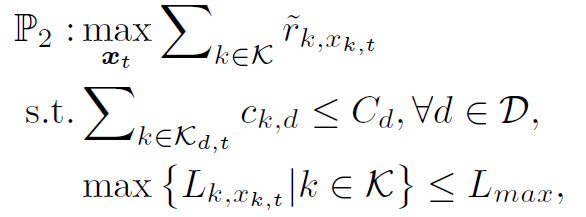 ℙ₂ : max_{𝒙_t} ∑_{k∈𝒦} r̃_{k,x_{k,t}}
s.t. ∑_{k∈𝒦_{d,t}} c_{k,d} ≤ C_d, ∀d ∈ 𝒟,
max {L_{k,x_{k,t}} | k ∈ 𝒦} ≤ L_{max},